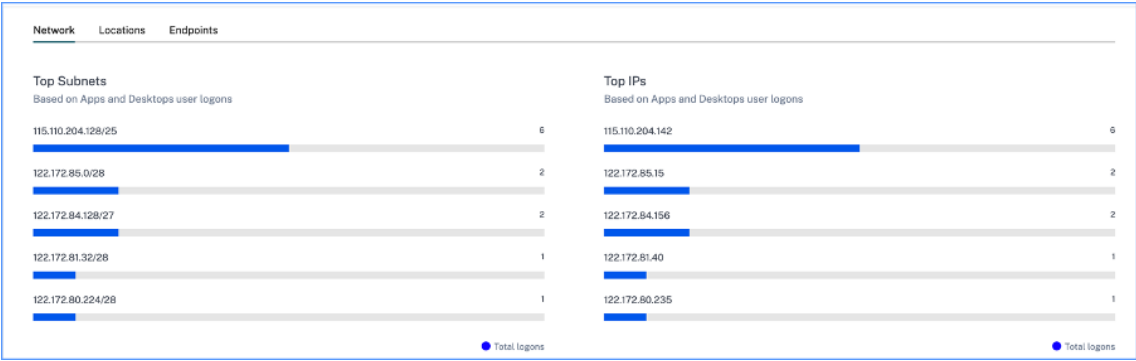 Network Locations Endpoints
Top Subnets
Based on Apps and Desktops user logons
115.110.204.128/25 6
122.172.85.0/28 2
122.172.84.128/27 2
122.172.81.32/28 1
122.172.80.224/28 1
Total logons
Top IPs
Based on Apps and Desktops user logons
115.110.204.142 6
122.172.85.15 2
122.172.84.156 2
122.172.81.40 1
122.172.80.235 1
Total logons